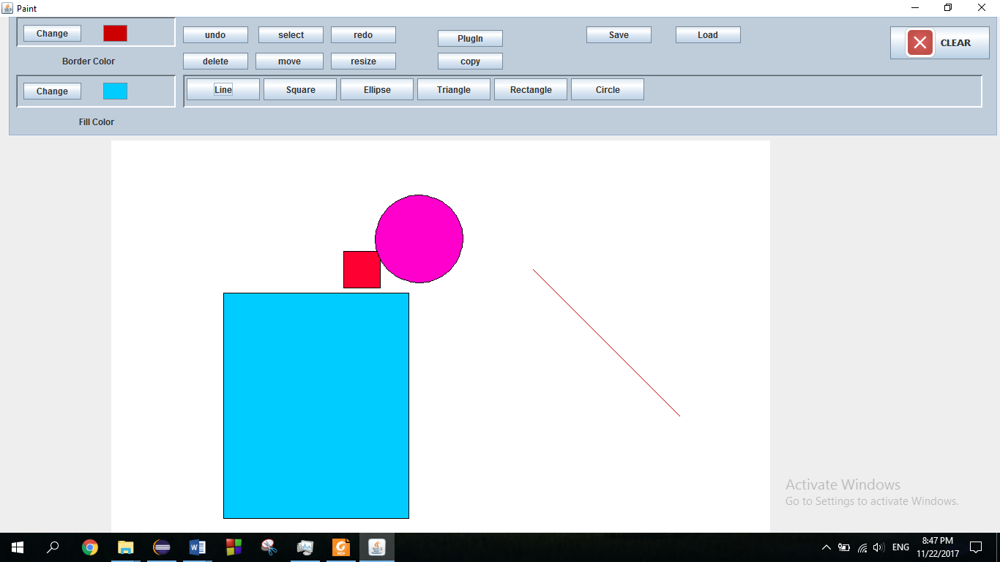 Paint
Change
undo
select
redo
PlugIn
Save
Load
CLEAR
Border Color
delete
move
resize
copy
Change
Line
Square
Ellipse
Triangle
Rectangle
Circle
Fill Color
Activate Windows
Go to Settings to activate Windows.
PDF
ENG
8:47 PM
11/22/2017